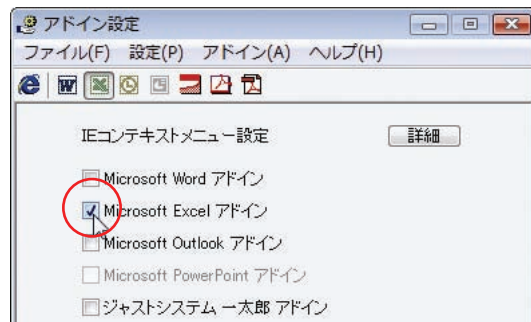 アドイン設定
ファイル(F) 設定(P) アドイン(A) ヘルプ(H)
IEコンテキストメニュー設定 詳細
Microsoft Word アドイン
Microsoft Excel アドイン
Microsoft Outlook アドイン
Microsoft PowerPoint アドイン
ジャストシステム 一太郎 アドイン